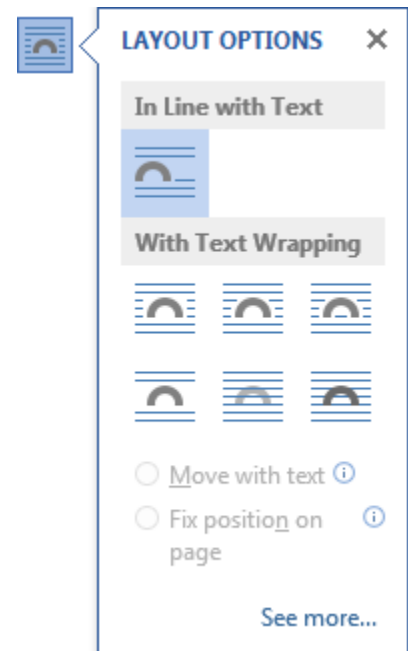 LAYOUT OPTIONS
In Line with Text
With Text Wrapping
Move with text
Fix position on
page
See more...